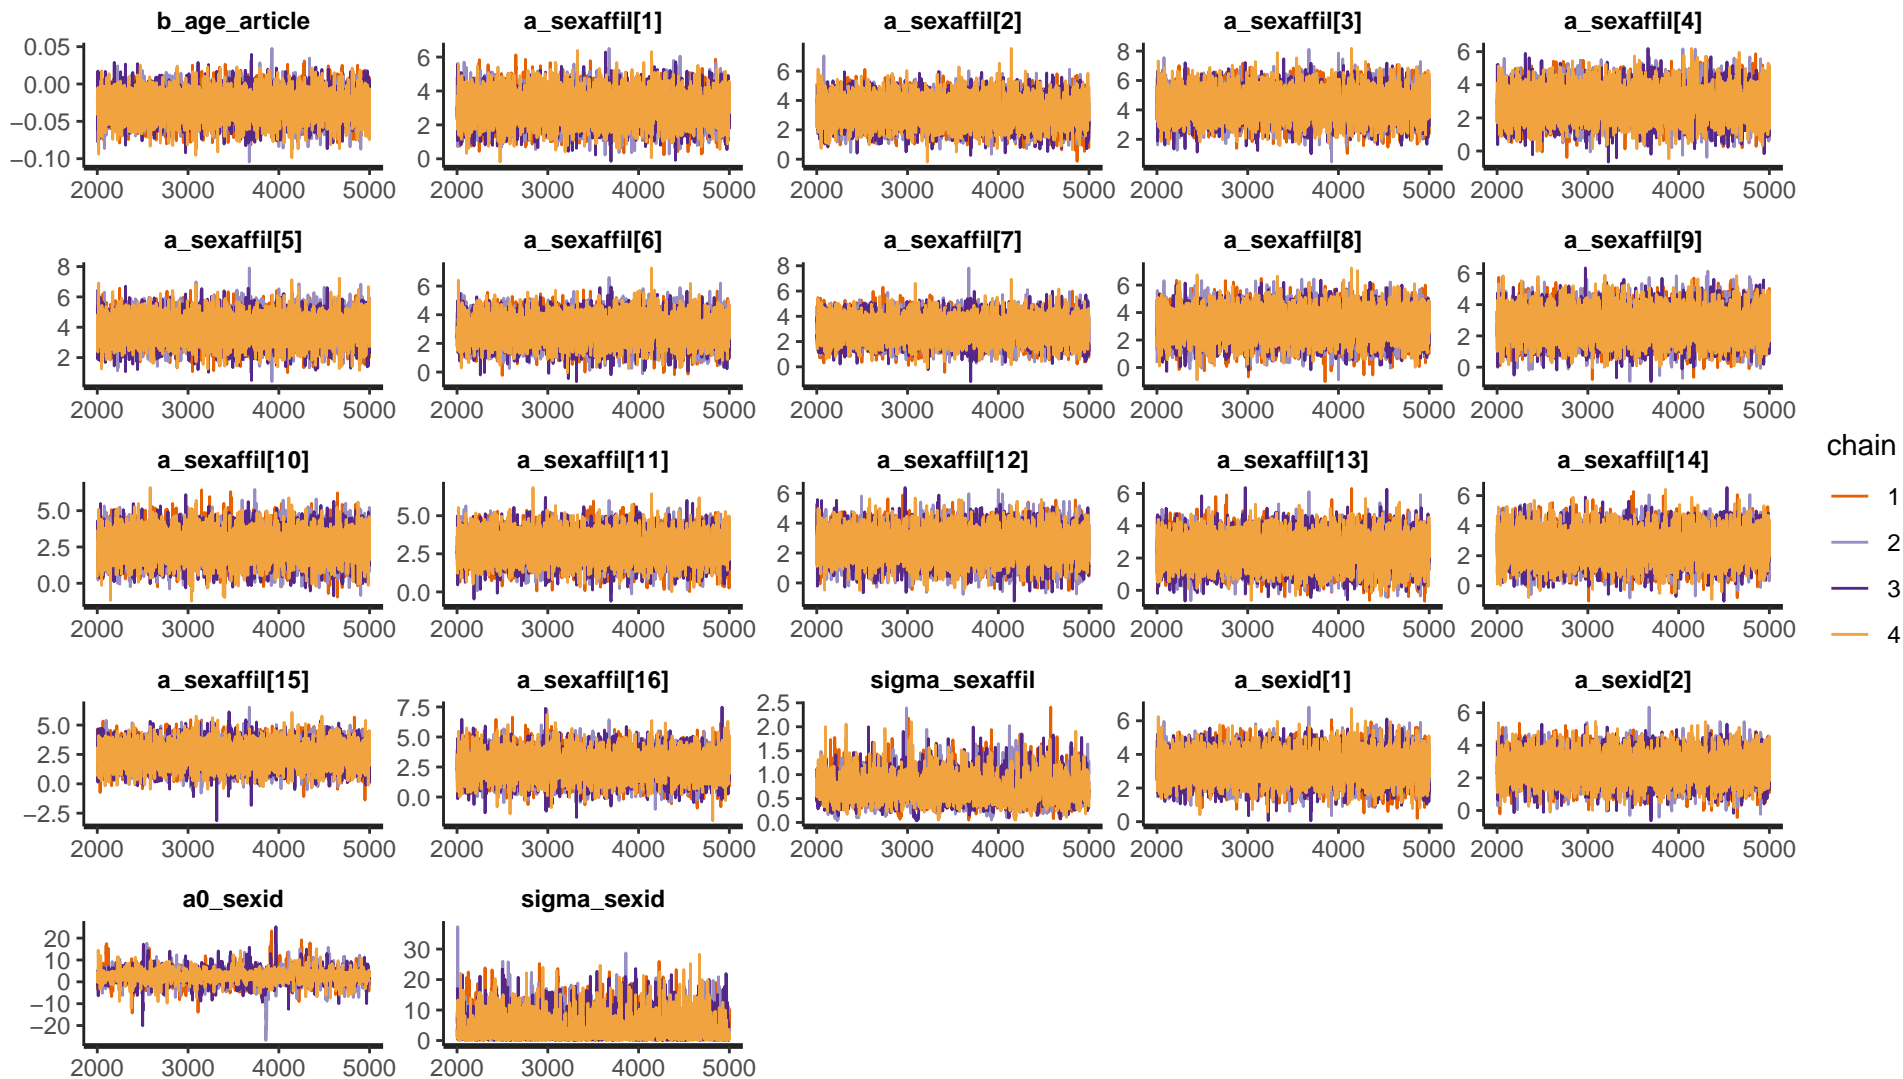 b_age_article a_sexaffil[1] a_sexaffil[2] a_sexaffil[3] a_sexaffil[4]
0.05 0.00 −0.05 −0.10 6 4 2 0 6 4 2 0 8 6 4 2 6 4 2 0
2000 3000 4000 5000 2000 3000 4000 5000 2000 3000 4000 5000 2000 3000 4000 5000 2000 3000 4000 5000
a_sexaffil[5] a_sexaffil[6] a_sexaffil[7] a_sexaffil[8] a_sexaffil[9]
8 6 4 2 6 4 2 0 8 6 4 2 0 6 4 2 0 6 4 2 0
2000 3000 4000 5000 2000 3000 4000 5000 2000 3000 4000 5000 2000 3000 4000 5000 2000 3000 4000 5000
a_sexaffil[10] a_sexaffil[11] a_sexaffil[12] a_sexaffil[13] a_sexaffil[14]
5.0 2.5 0.0 5.0 2.5 0.0 6 4 2 0 6 4 2 0 6 4 2 0
2000 3000 4000 5000 2000 3000 4000 5000 2000 3000 4000 5000 2000 3000 4000 5000 2000 3000 4000 5000
a_sexaffil[15] a_sexaffil[16] sigma_sexaffil a_sexid[1] a_sexid[2]
5.0 2.5 0.0 −2.5 7.5 5.0 2.5 0.0 2.5 2.0 1.5 1.0 0.5 0.0 6 4 2 0 6 4 2 0
2000 3000 4000 5000 2000 3000 4000 5000 2000 3000 4000 5000 2000 3000 4000 5000 2000 3000 4000 5000
a0_sexid sigma_sexid
20 10 0 −10 −20 30 20 10 0
2000 3000 4000 5000 2000 3000 4000 5000
chain
1
2
3
4